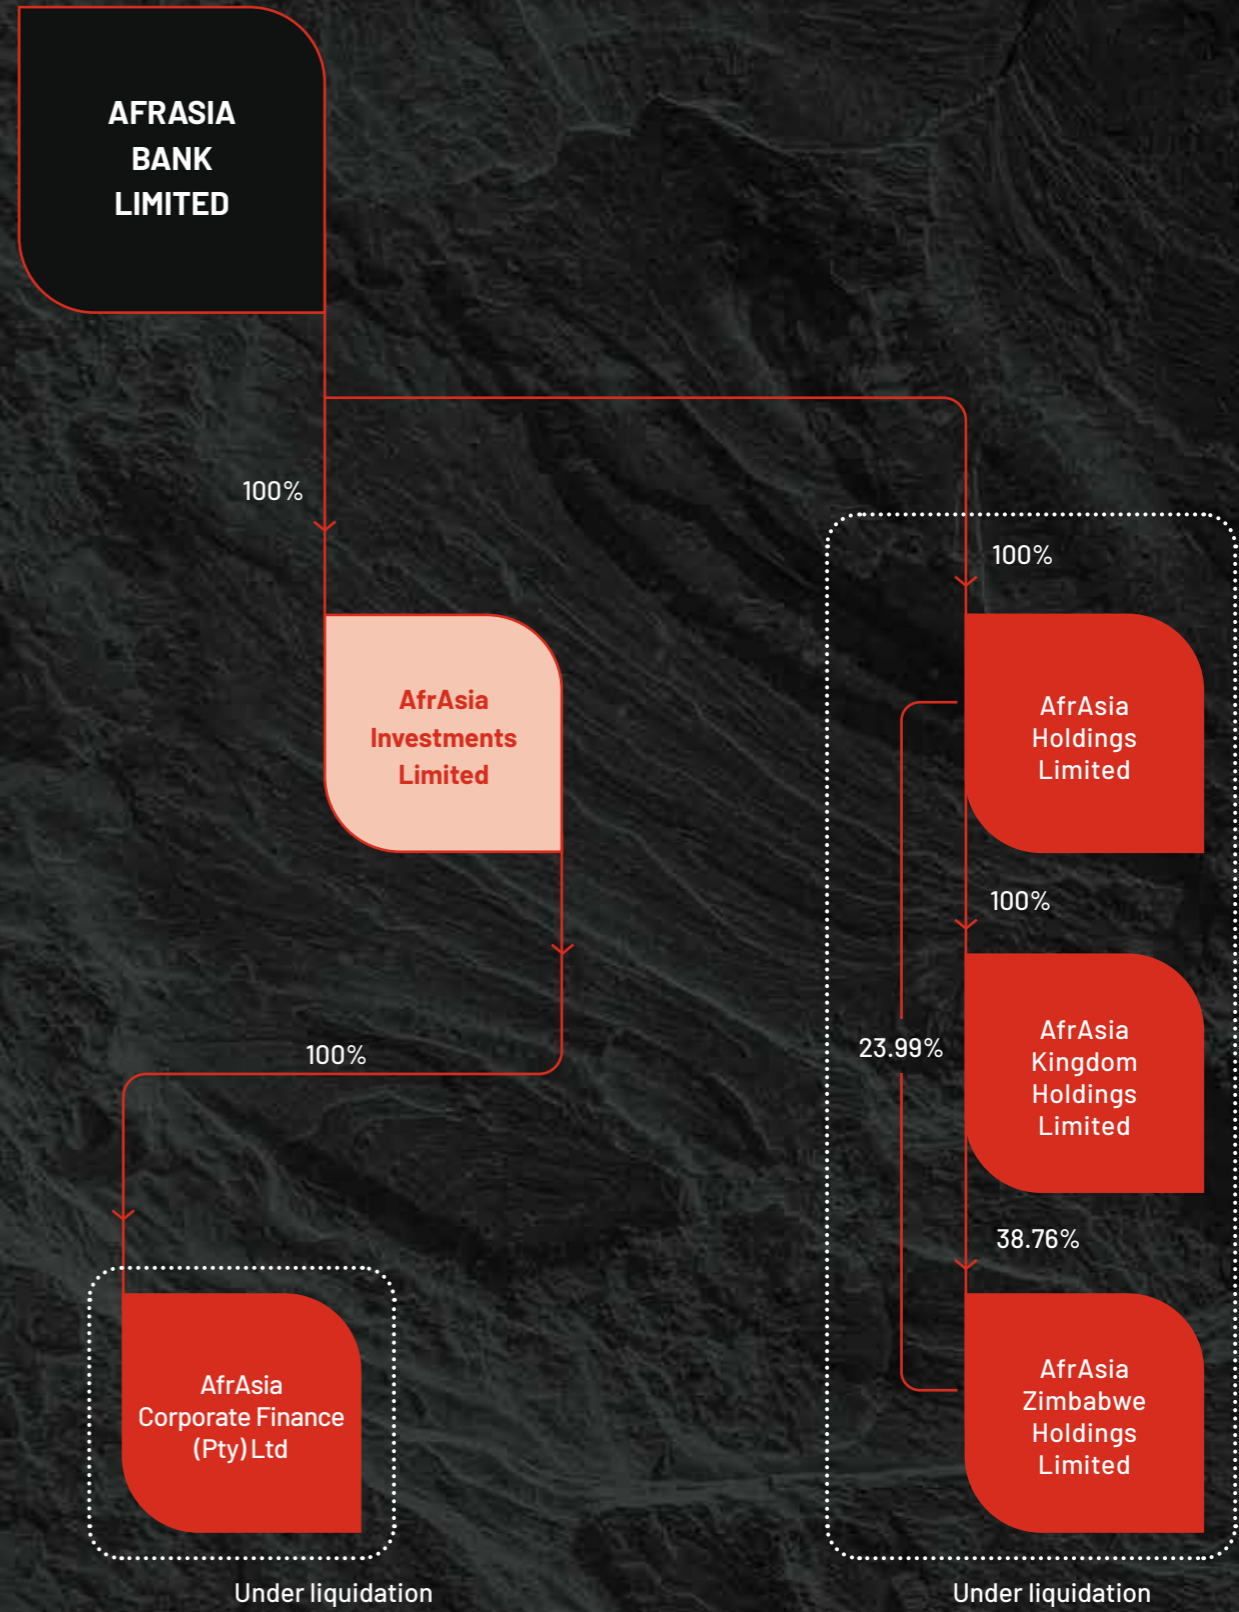 AFRASIA
BANK
LIMITED
100%
100%
AfrAsia
Investments
Limited
AfrAsia
Holdings
Limited
100%
100%
23.99%
AfrAsia
Kingdom
Holdings
Limited
38.76%
AfrAsia
Corporate Finance
(Pty) Ltd
AfrAsia
Zimbabwe
Holdings
Limited
Under liquidation
Under liquidation